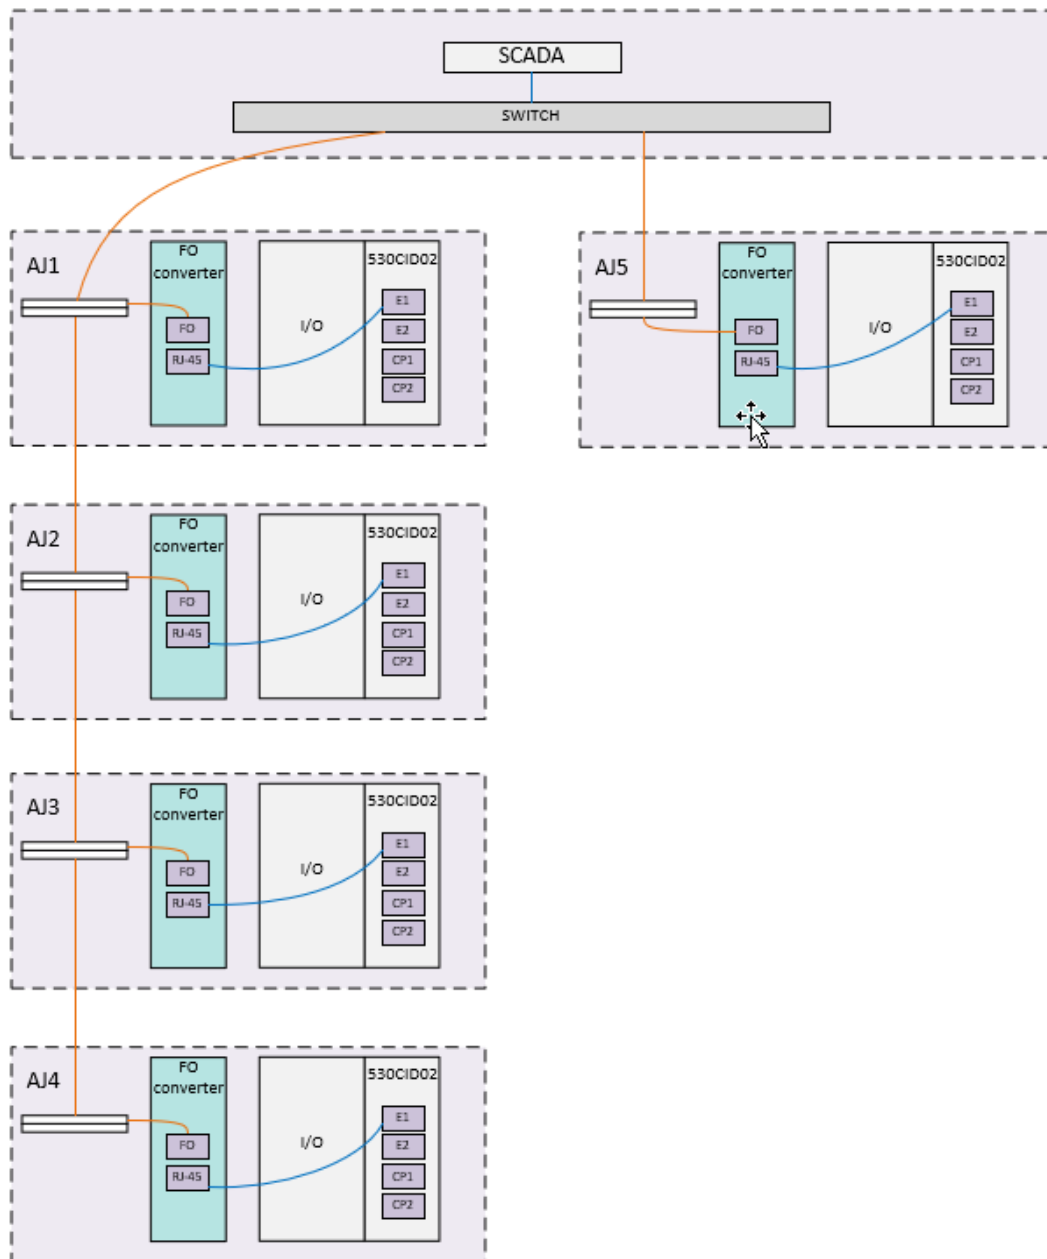 SCADA
SWITCH
AJ1
FO
converter
FO
RJ-45
I/O
530CID02
E1
E2
CP1
CP2
AJ5
FO
converter
FO
RJ-45
I/O
530CID02
E1
E2
CP1
CP2
AJ2
FO
converter
FO
RJ-45
I/O
530CID02
E1
E2
CP1
CP2
AJ3
FO
converter
FO
RJ-45
I/O
530CID02
E1
E2
CP1
CP2
AJ4
FO
converter
FO
RJ-45
I/O
530CID02
E1
E2
CP1
CP2